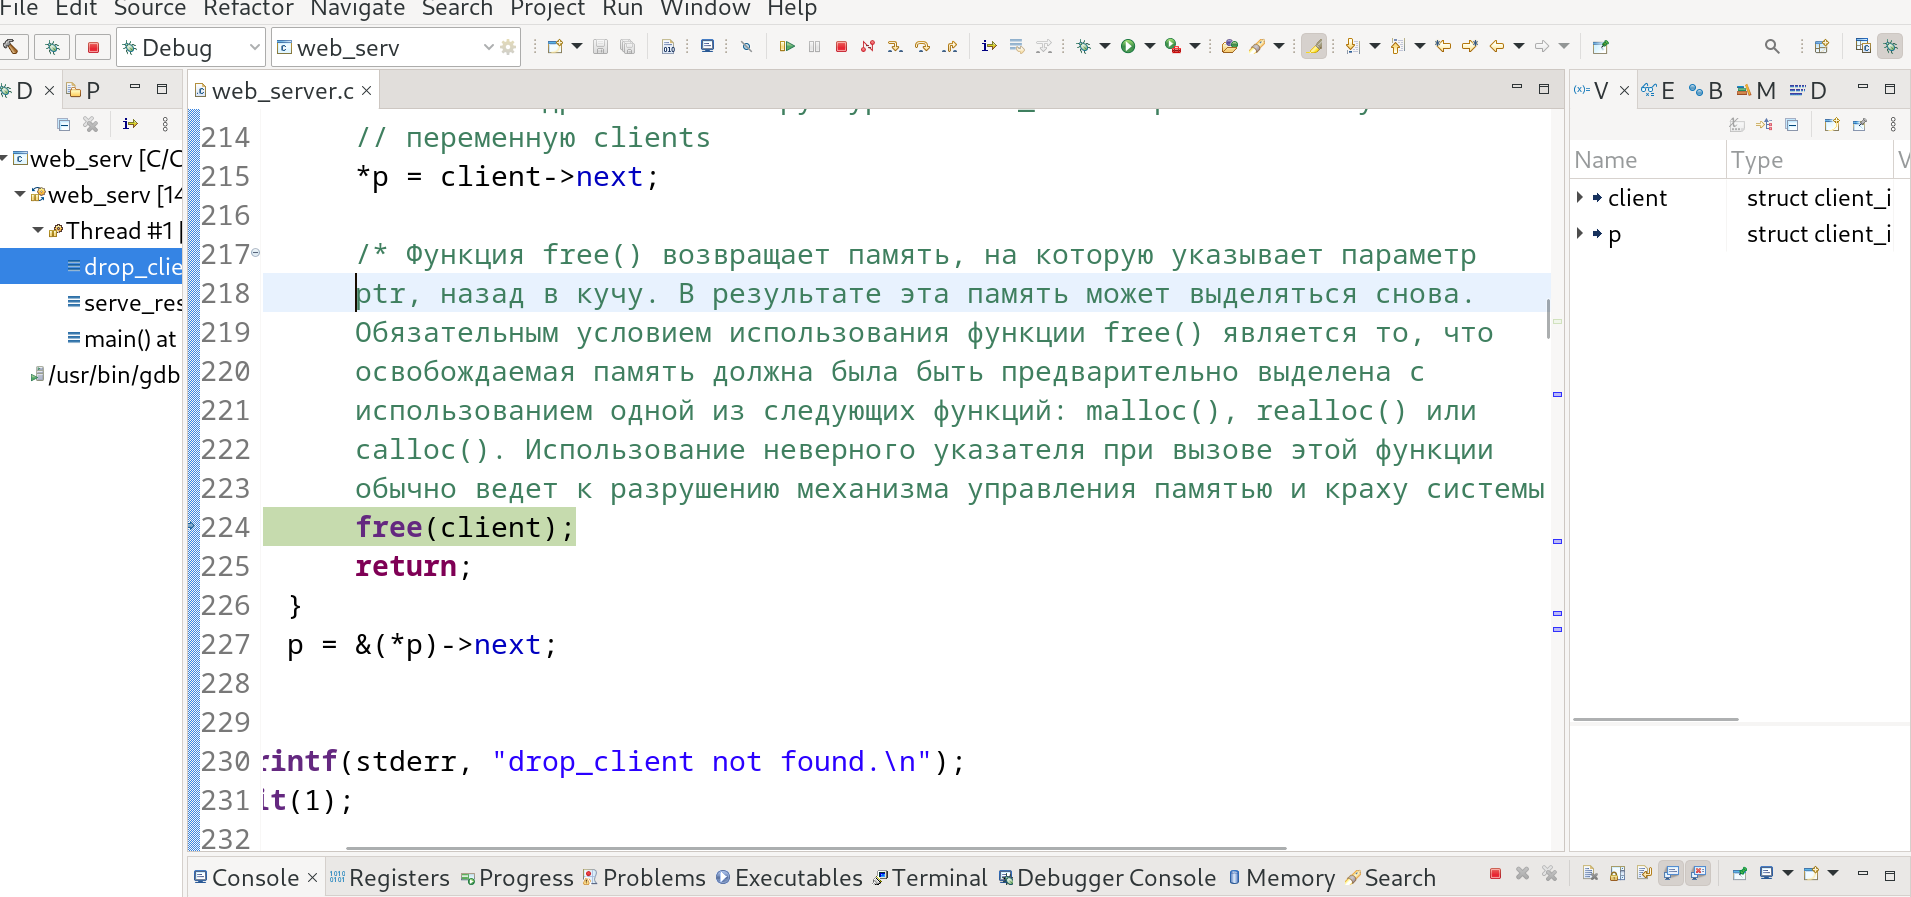 File Edit Source Refactor Navigate Search Project Run Window Help
Debug web_serv
D P
web_server.c
V E B M D
web_serv [C/C
web_serv [14
Thread #1
drop_clie
serve_res
main() at
/usr/bin/gdb
214 // переменную clients
215 *p = client->next;
216
217 /* Функция free() возвращает память, на которую указывает параметр
218 ptr, назад в кучу. В результате эта память может выделяться снова.
219 Обязательным условием использования функции free() является то, что
220 освобождаемая память должна была быть предварительно выделена с
221 использованием одной из следующих функций: malloc(), realloc() или
222 calloc(). Использование неверного указателя при вызове этой функции
223 обычно ведет к разрушению механизма управления памятью и краху системы
224 free(client);
225 return;
226 }
227 p = &(*p)->next;
228
229
230 rintf(stderr, "drop_client not found.\n");
231 it(1);
232
Name Type V
client struct client_i
p struct client_i
Console Registers Progress Problems Executables Terminal Debugger Console Memory Search